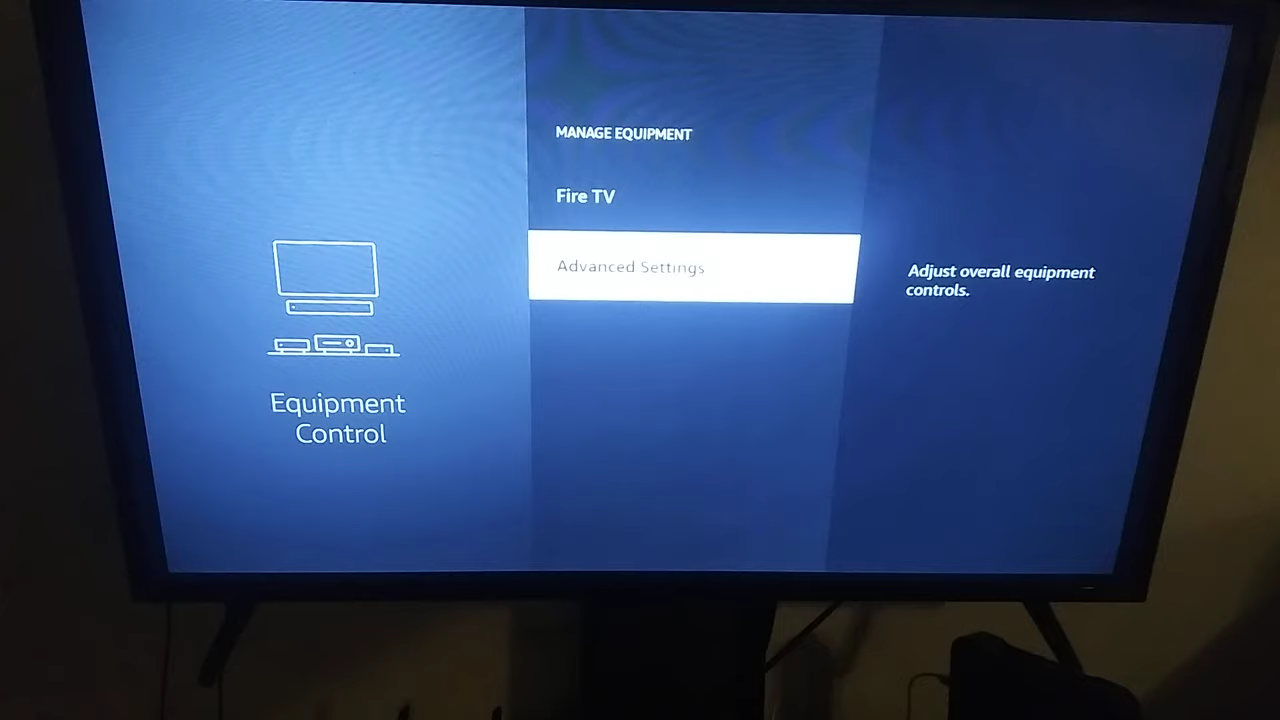 MANAGE EQUIPMENT
Fire TV
Advanced Settings
Adjust overall equipment
controls.
Equipment
Control